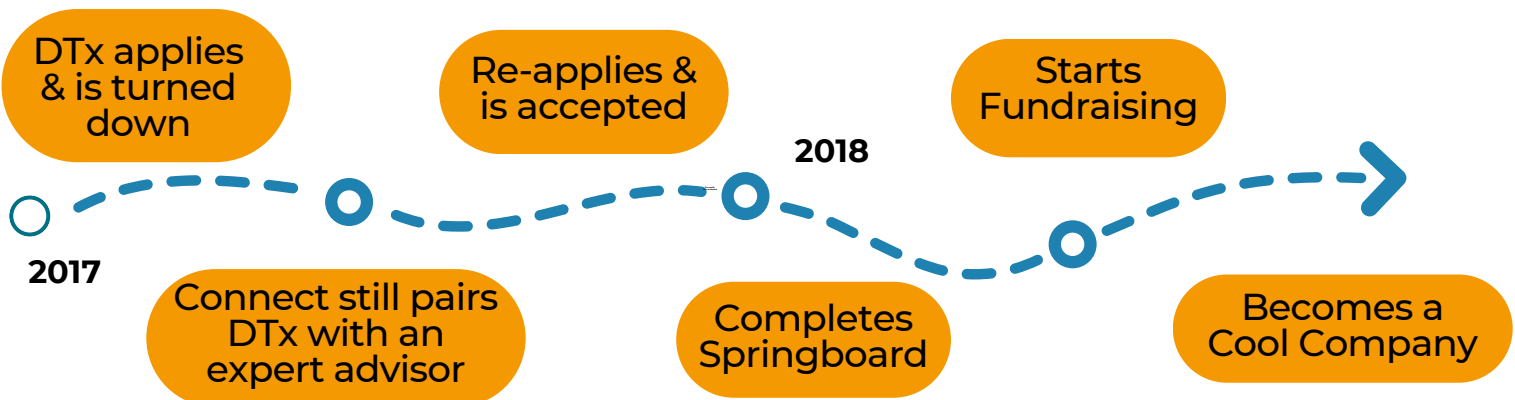 DTx applies
& is turned
down
2017
Connect still pairs
DTx with an
expert advisor
Re-applies &
is accepted
2018
Completes
Springboard
Starts
Fundraising
Becomes a
Cool Company